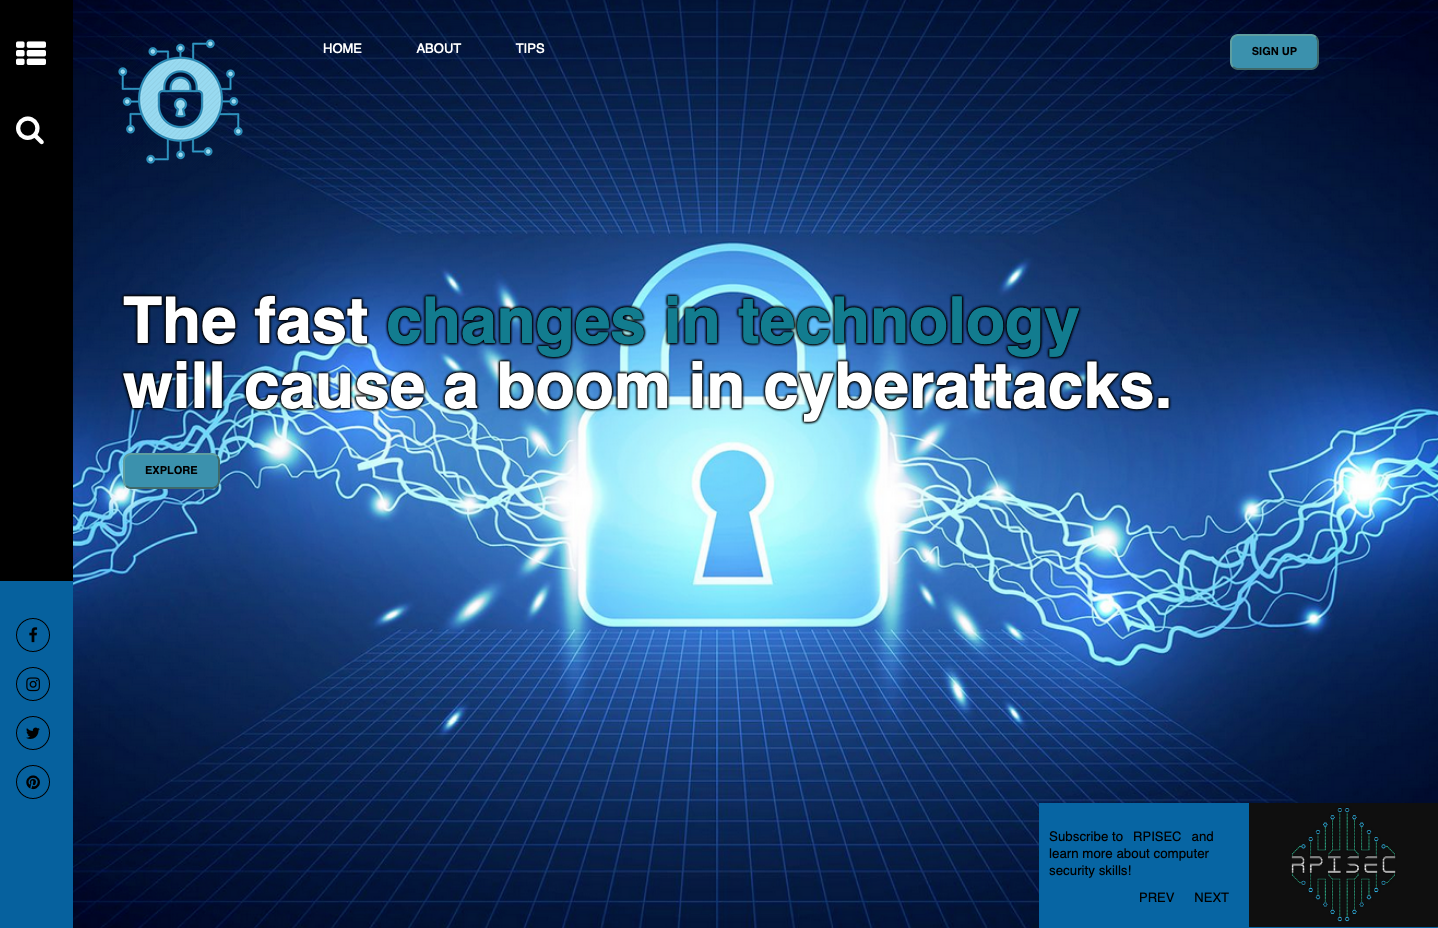 HOME ABOUT TIPS
SIGN UP
The fast changes in technology
will cause a boom in cyberattacks.
EXPLORE
Subscribe to RPISEC and
learn more about computer
security skills!
PREV NEXT
RPISEC